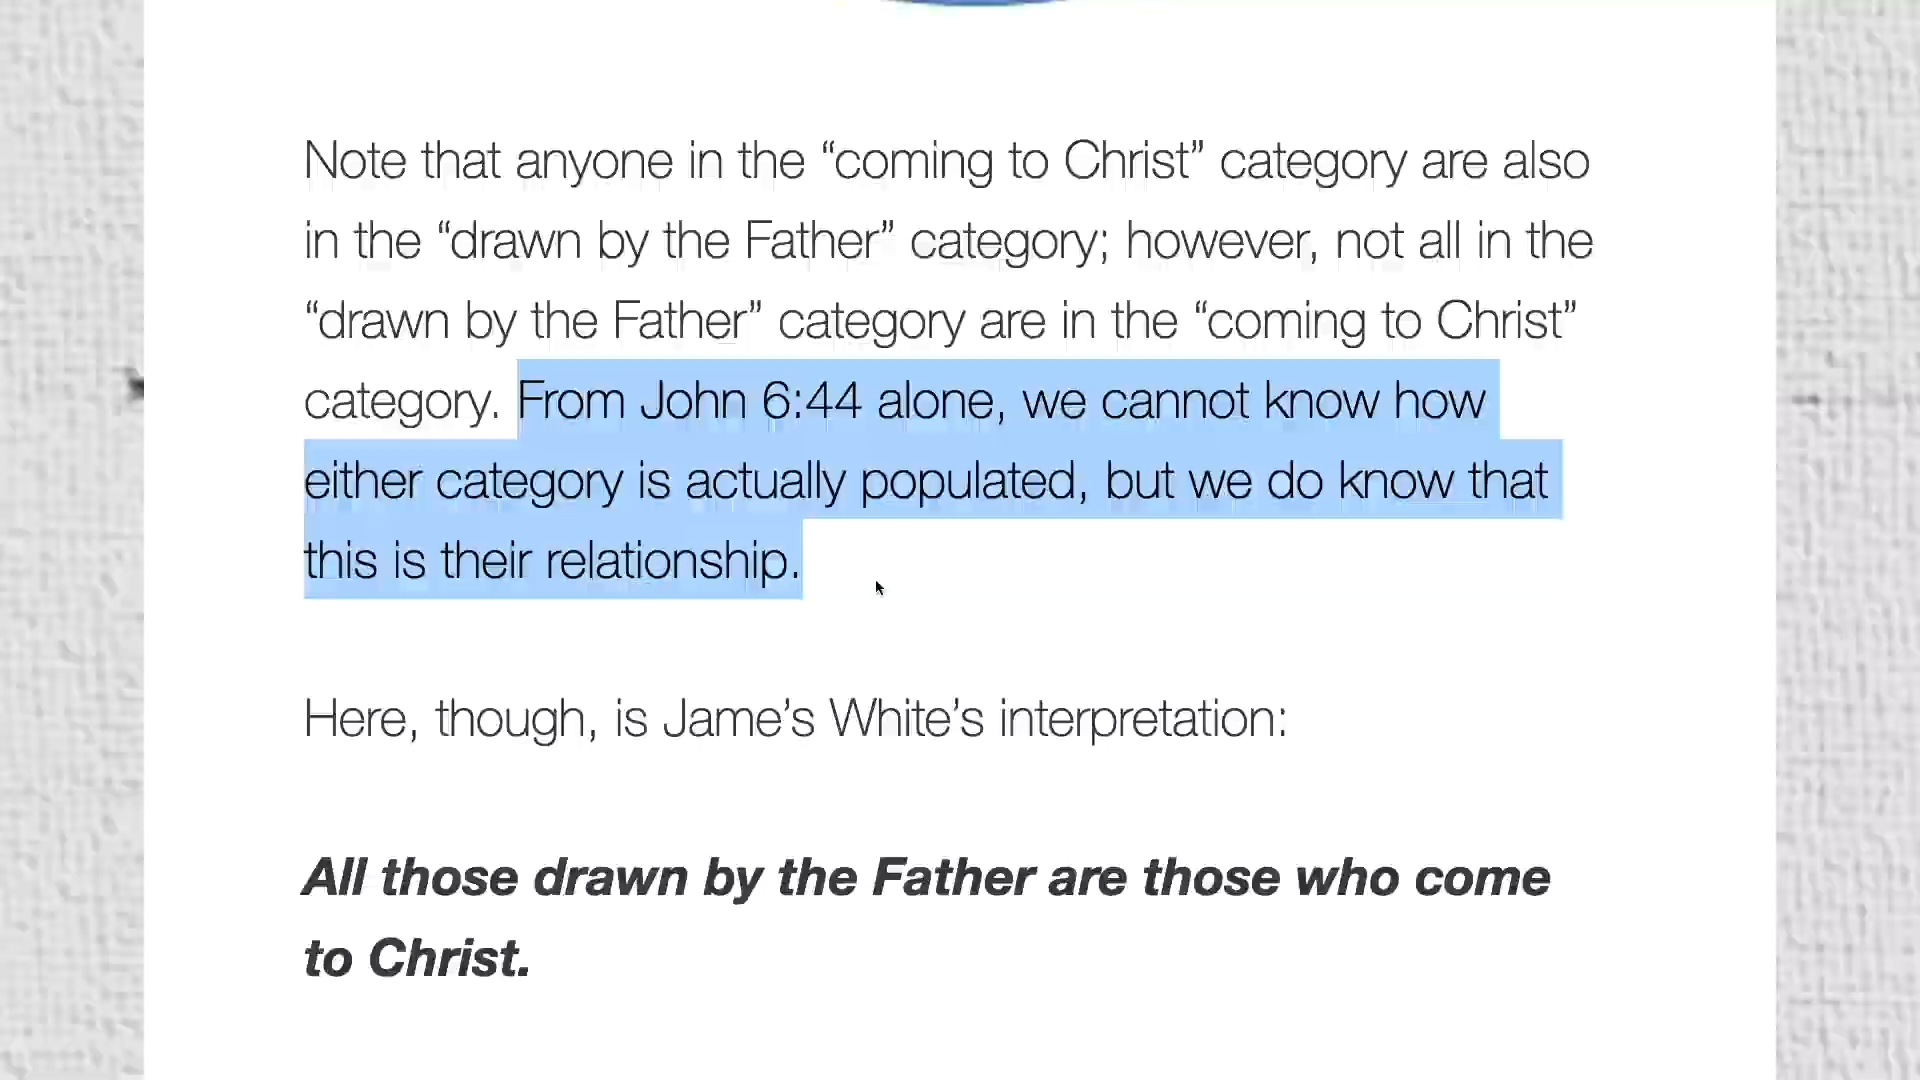 Note that anyone in the “coming to Christ” category are also
in the “drawn by the Father” category; however, not all in the
“drawn by the Father” category are in the “coming to Christ”
category. From John 6:44 alone, we cannot know how
either category is actually populated, but we do know that
this is their relationship.
Here, though, is Jame’s White’s interpretation:
All those drawn by the Father are those who come
to Christ.